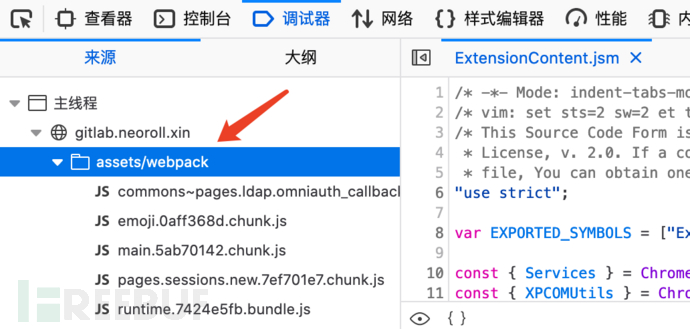 查看器 控制台 调试器 网络 样式编辑器 性能 内
来源 大纲 ExtensionContent.jsm
主线程
gitlab.neoroll.xin
assets/webpack
JS commons~pages.ldap.omniauth_callback
JS emoji.0aff368d.chunk.js
JS main.5ab70142.chunk.js
JS pages.sessions.new.7ef701e7.chunk.js
JS runtime.7424e5fb.bundle.js
1 /* -*- Mode: indent-tabs-mo
2 /* vim: set sts=2 sw=2 et t
3 /* This Source Code Form is
4 * License, v. 2.0. If a co
5 * file, You can obtain one
6 "use strict";
7
8 var EXPORTED_SYMBOLS = ["Ex
9
10 const { Services } = Chrome
11 const { XPCOMUtils } = Chrom
{ }
FREEBUF